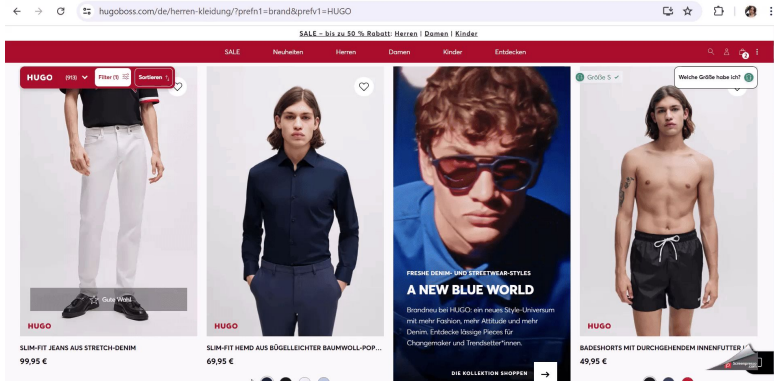 hugoboss.com/de/herren-kleidung/?prefn1=brand&prefv1=HUGO
SALE – bis zu 50 % Rabatt: Herren | Damen | Kinder
SALE Neuheiten Herren Damen Kinder Entdecken
2
HUGO (913) Filter (1) Sortieren
Größe S
Welche Größe habe ich?
Gute Wahl
HUGO
HUGO
FRESHE DENIM- UND STREETWEAR-STYLES
A NEW BLUE WORLD
Brandneu bei HUGO: ein neues Style-Universum
mit mehr Fashion, mehr Attitude und mehr
Denim. Entdecke lässige Pieces für
Changemaker und Trendsetter*innen.
DIE KOLLEKTION SHOPPEN
HUGO
SLIM-FIT JEANS AUS STRETCH-DENIM
99,95 €
SLIM-FIT HEMD AUS BÜGELLEICHTER BAUMWOLL-POP...
69,95 €
BADESHORTS MIT DURCHGEHENDEM INNENFUTTER
49,95 €